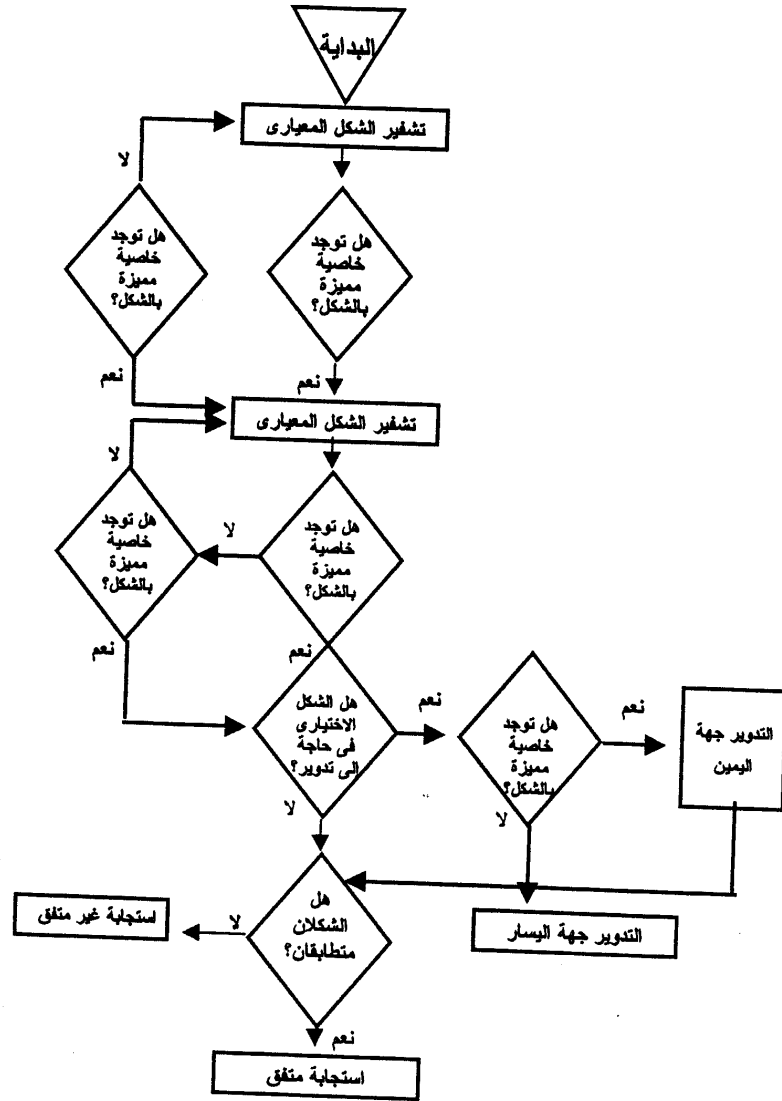 البداية
تشفير الشكل المعيارى
لا
هل توجد
خاصية
مميزة
بالشكل؟
هل توجد
خاصية
مميزة
بالشكل؟
نعم
نعم
تشفير الشكل المعيارى
لا
هل توجد
خاصية
مميزة
بالشكل؟
لا
هل توجد
خاصية
مميزة
بالشكل؟
نعم
نعم
هل الشكل
الاختيارى
فى حاجة
الى تدوير؟
نعم
هل توجد
خاصية
مميزة
بالشكل؟
نعم
التدوير جهة
اليمين
لا
لا
هل
الشكلان
متطابقان؟
لا
استجابة غير متفق
التدوير جهة اليسار
نعم
استجابة متفق